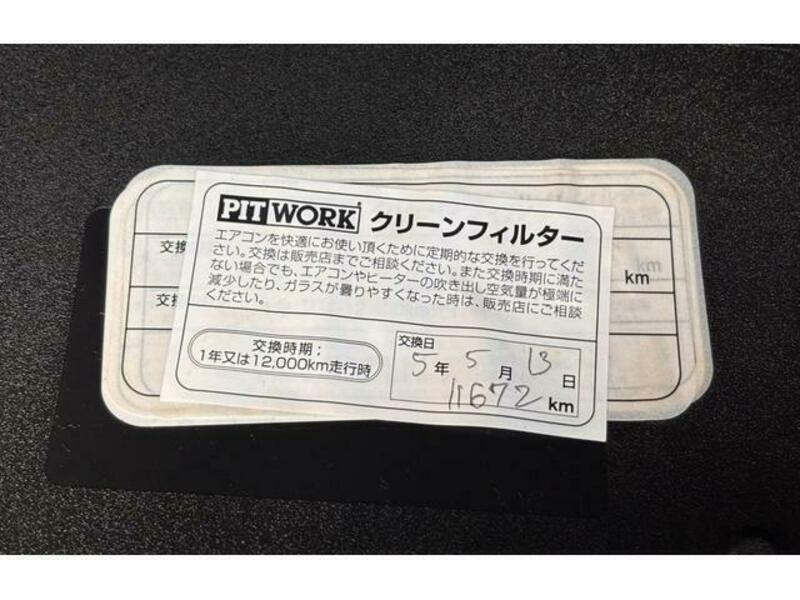 PITWORK クリーンフィルター
エアコンを快適にお使い頂くために定期的な交換を行ってくだ
さい。交換は販売店までご相談ください。また交換時期に満た
ない場合でも、エアコンやヒーターの吹き出し空気量が極端に
減少したり、ガラスが曇りやすくなった時は、販売店にご相談
ください。
交換時期：
1年又は12,000km走行時
交換日
5年 5月 13日
11672 km
交換
km
km
交換